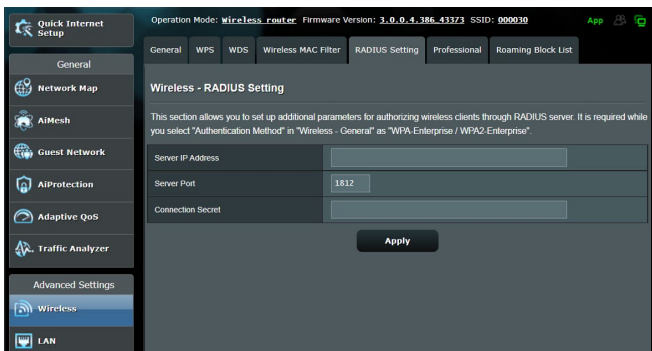 Quick Internet
Setup
Operation Mode: Wireless router Firmware Version: 3.0.0.4.386_43373 SSID: 000030
App
General
WPS
WDS
Wireless MAC Filter
RADIUS Setting
Professional
Roaming Block List
General
Network Map
AiMesh
Guest Network
AiProtection
Adaptive QoS
Traffic Analyzer
Advanced Settings
Wireless
LAN
Wireless - RADIUS Setting
This section allows you to set up additional parameters for authorizing wireless clients through RADIUS server. It is required while
you select "Authentication Method" in "Wireless - General" as "WPA-Enterprise / WPA2-Enterprise".
Server IP Address
Server Port
1812
Connection Secret
Apply